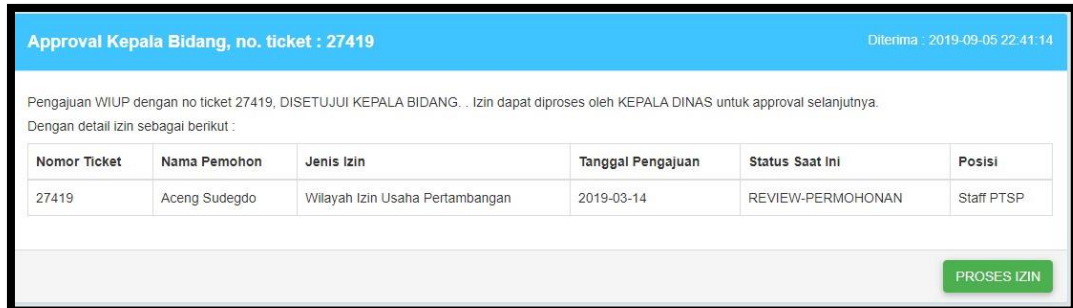 Approval Kepala Bidang, no. ticket : 27419
Diterima : 2019-09-05 22:41:14
Pengajuan WIUP dengan no ticket 27419, DISETUJUI KEPALA BIDANG. . Izin dapat diproses oleh KEPALA DINAS untuk approval selanjutnya.
Dengan detail izin sebagai berikut :
Nomor Ticket Nama Pemohon Jenis Izin Tanggal Pengajuan Status Saat Ini Posisi
27419 Aceng Sudegdo Wilayah Izin Usaha Pertambangan 2019-03-14 REVIEW-PERMOHONAN Staff PTSP
PROSES IZIN